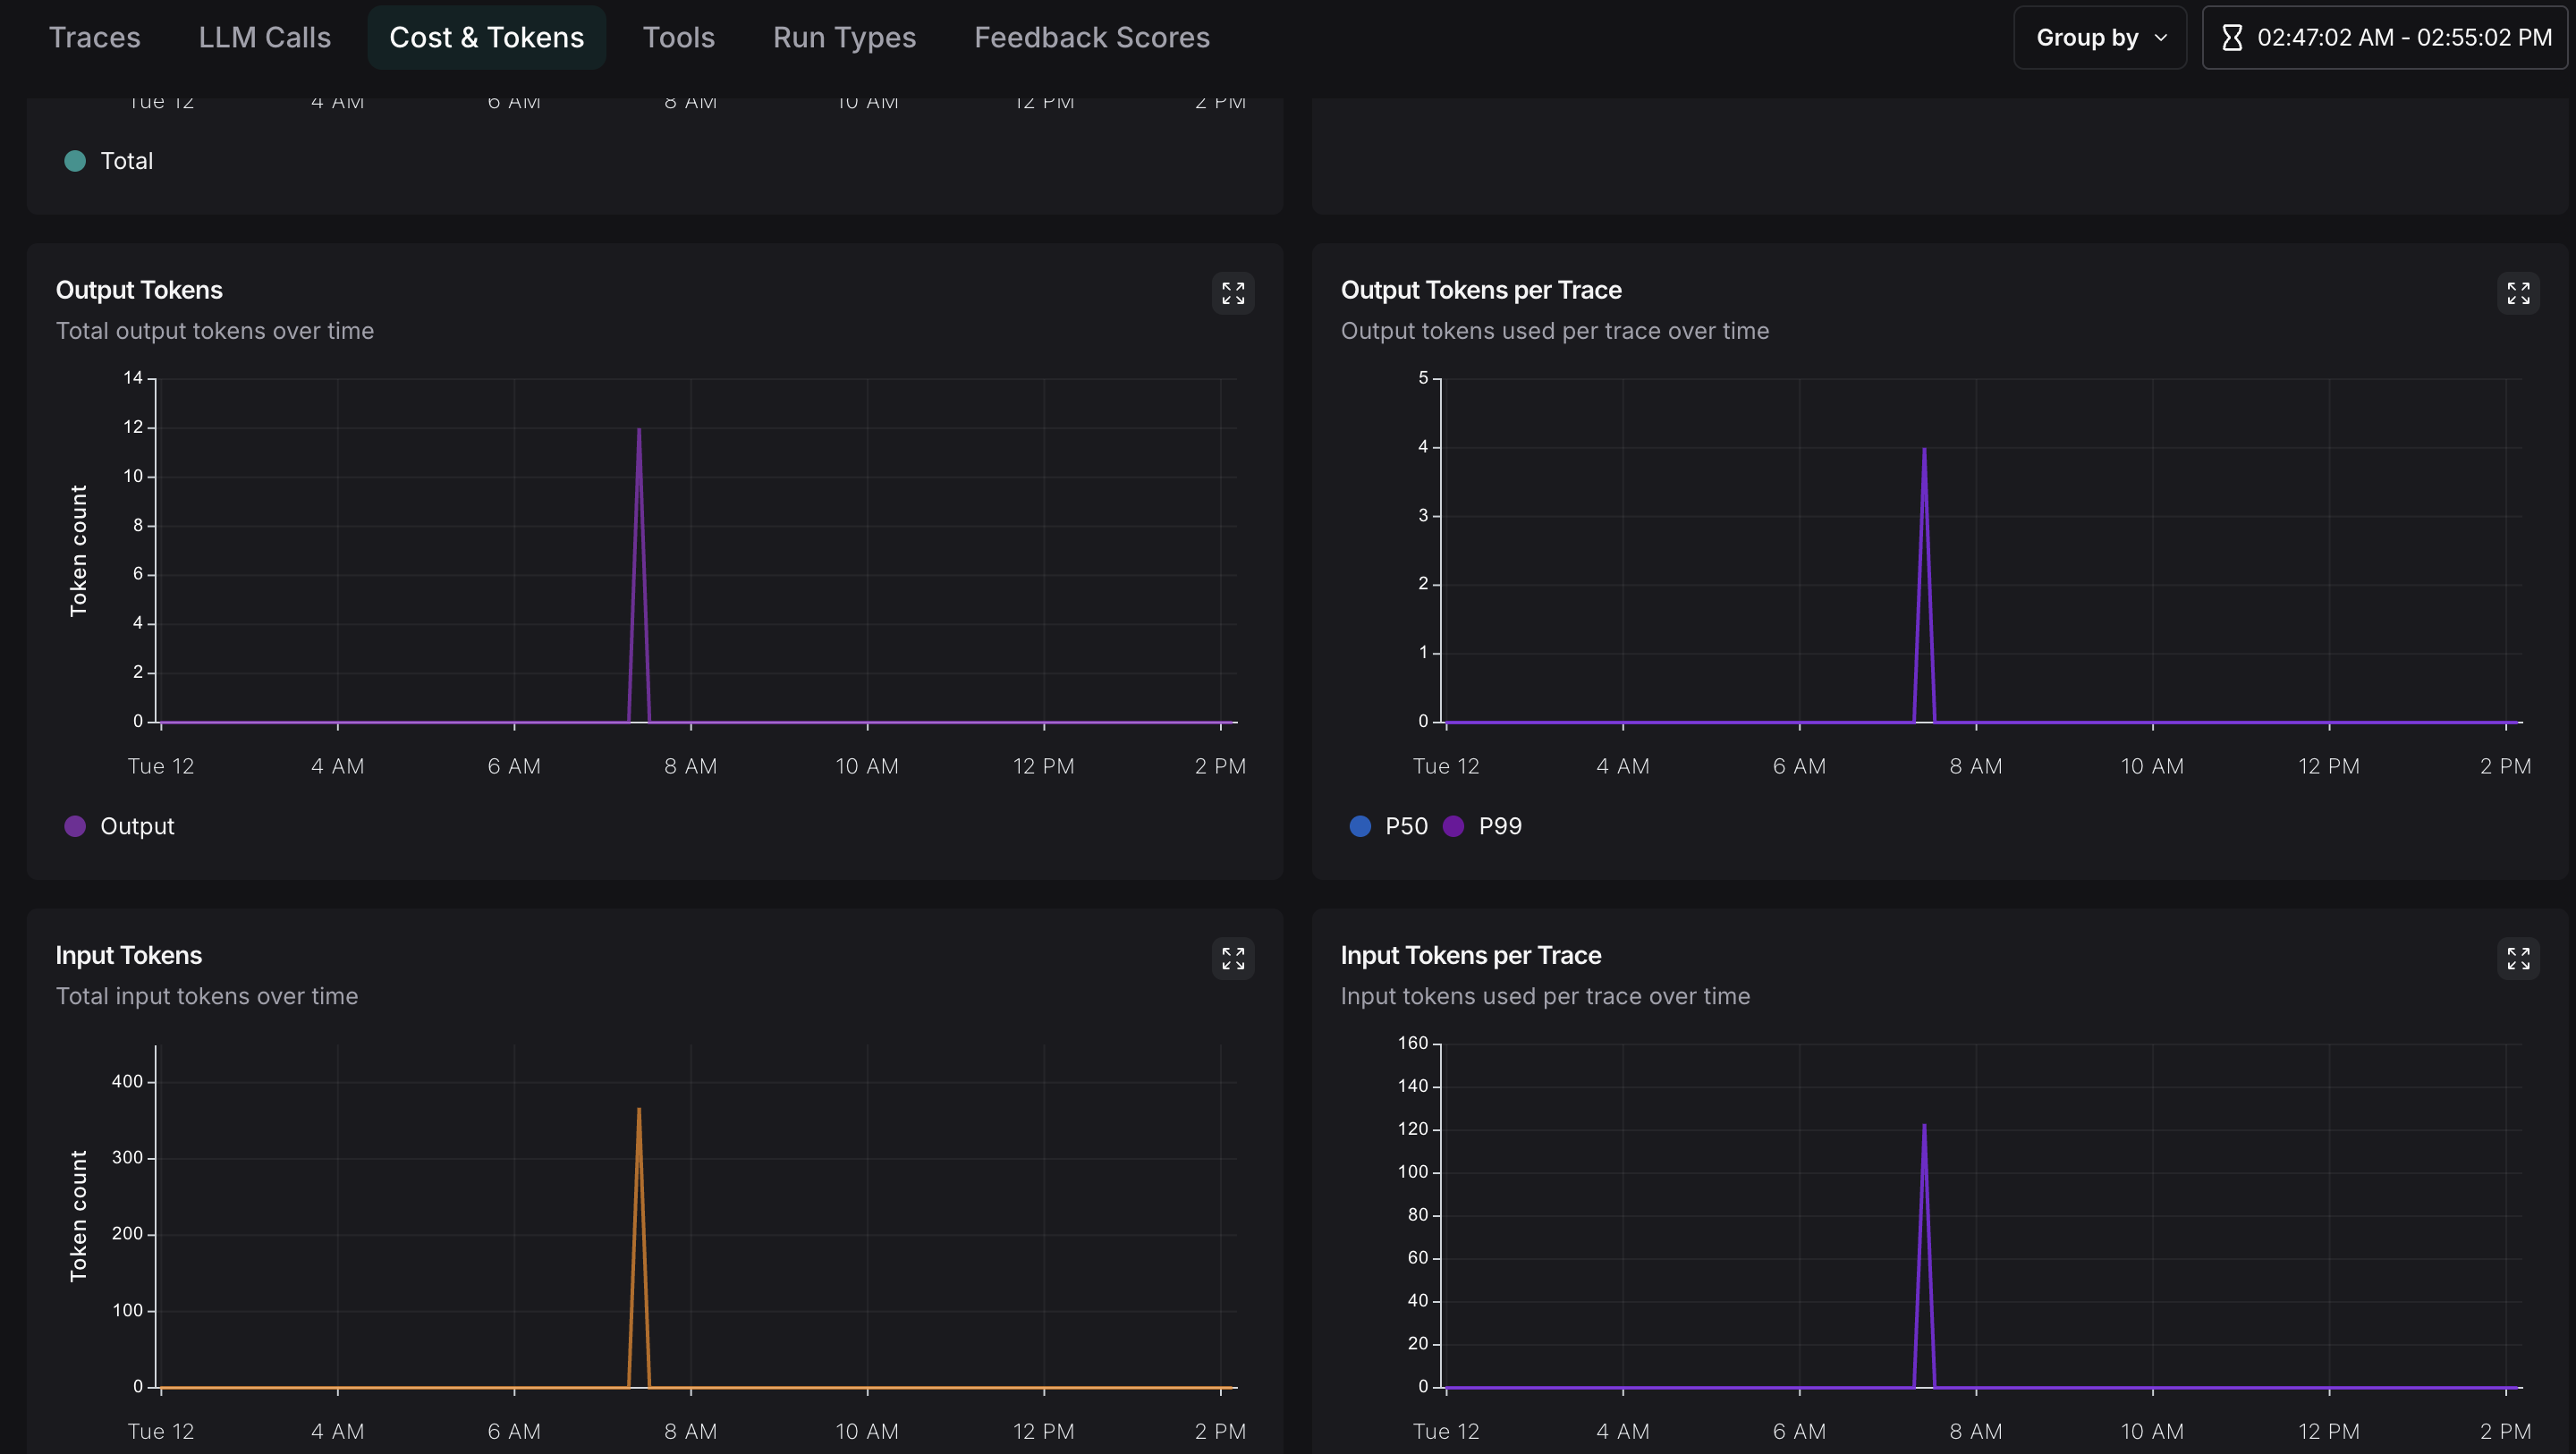 Traces LLM Calls Cost & Tokens Tools Run Types Feedback Scores Group by 02:47:02 AM - 02:55:02 PM
Tue 12 4 AM 6 AM 8 AM 10 AM 12 PM 2 PM
Total
Output Tokens
Total output tokens over time
Token count
14
12
10
8
6
4
2
0
Tue 12 4 AM 6 AM 8 AM 10 AM 12 PM 2 PM
Output
Output Tokens per Trace
Output tokens used per trace over time
5
4
3
2
1
0
Tue 12 4 AM 6 AM 8 AM 10 AM 12 PM 2 PM
P50 P99
Input Tokens
Total input tokens over time
Token count
400
300
200
100
0
Tue 12 4 AM 6 AM 8 AM 10 AM 12 PM 2 PM
Input Tokens per Trace
Input tokens used per trace over time
160
140
120
100
80
60
40
20
0
Tue 12 4 AM 6 AM 8 AM 10 AM 12 PM 2 PM